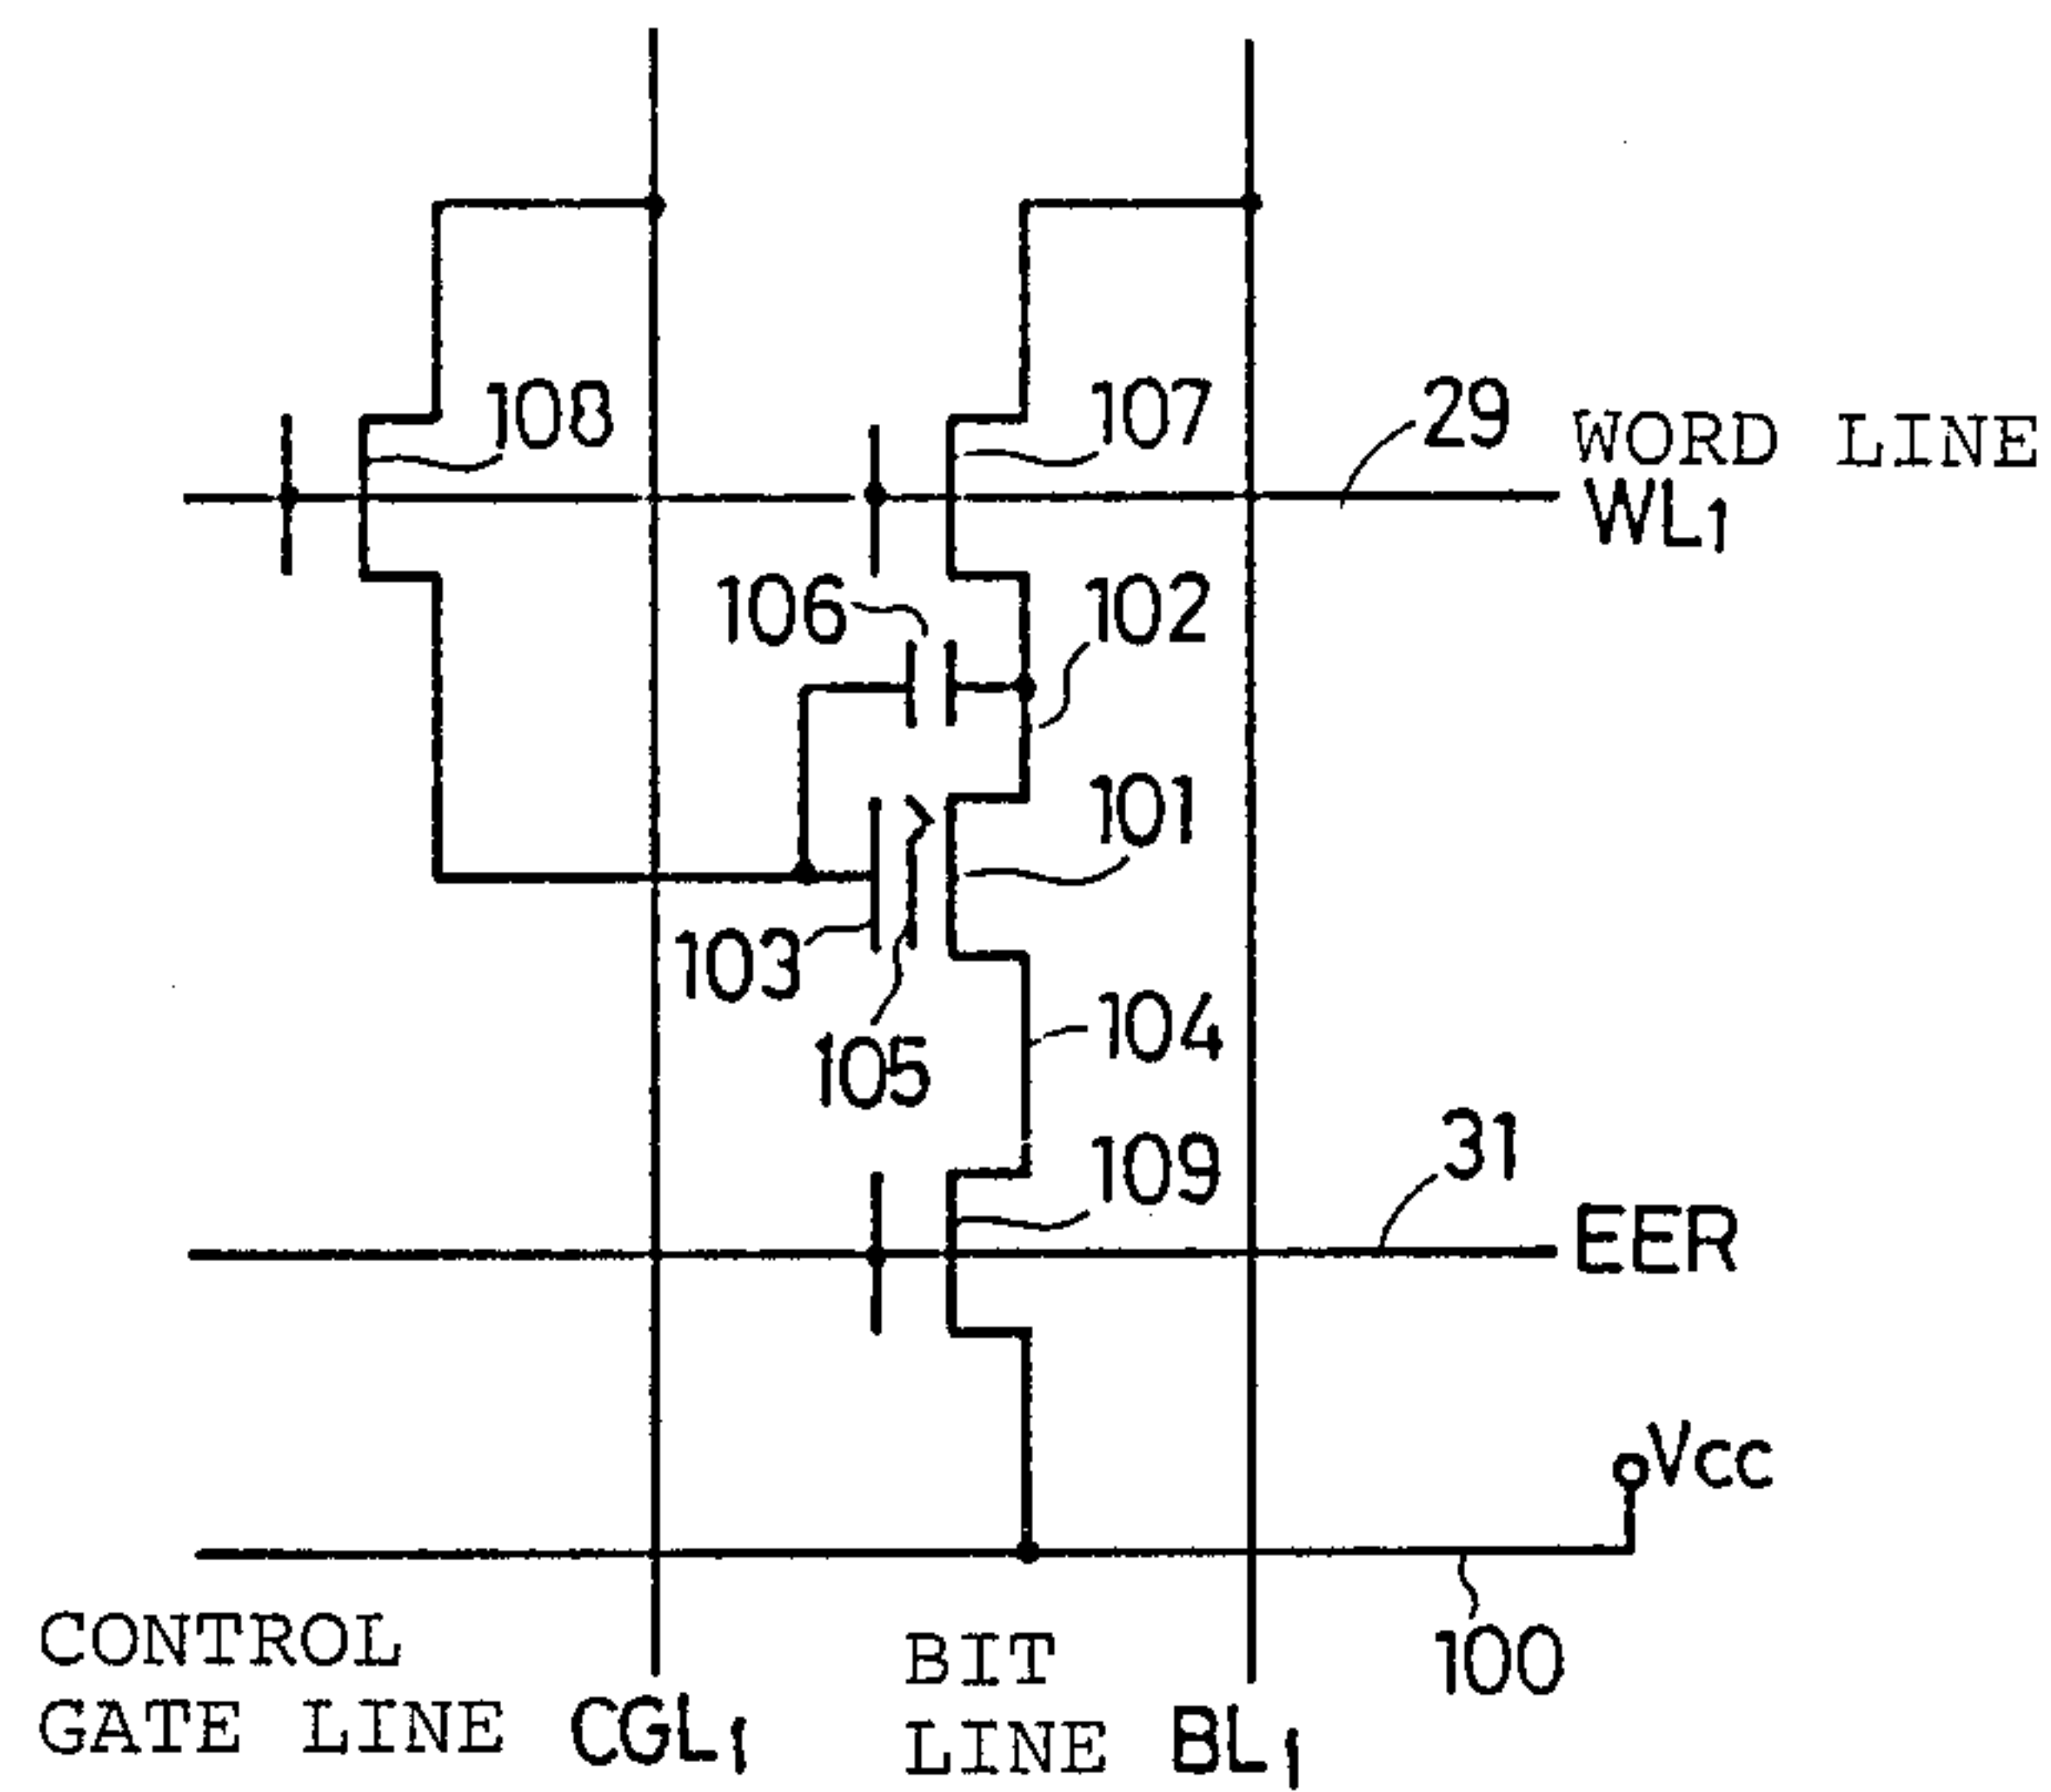 108
107
29
WORD LINE
WL1
106
102
101
103
104
105
109
31
EER
Vcc
100
CONTROL
GATE LINE
CGL1
BIT
LINE
BL1